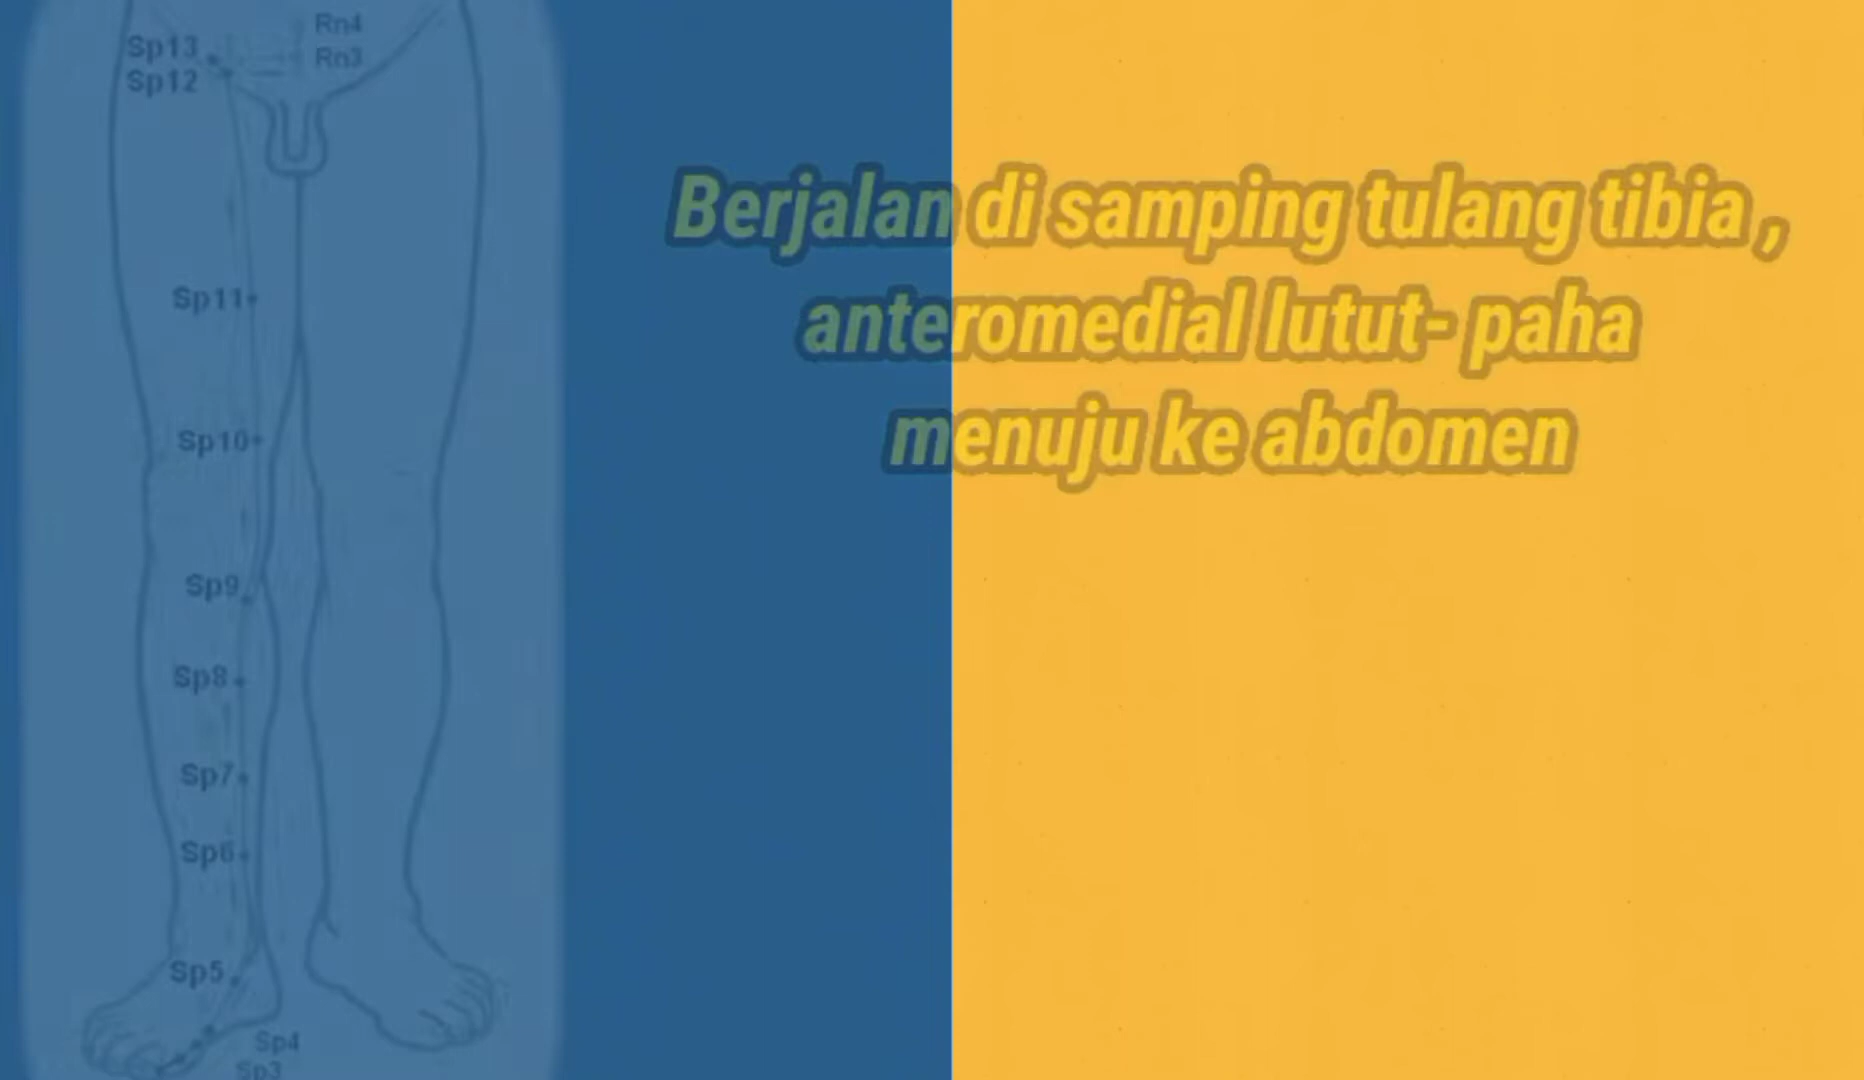 Rn4
Sp13
Rn3
Sp12
Berjalan di samping tulang tibia ,
anteromedial lutut- paha
menuju ke abdomen
Sp11
Sp10
Sp9
Sp8
Sp7
Sp6
Sp5
Sp4
Sp3